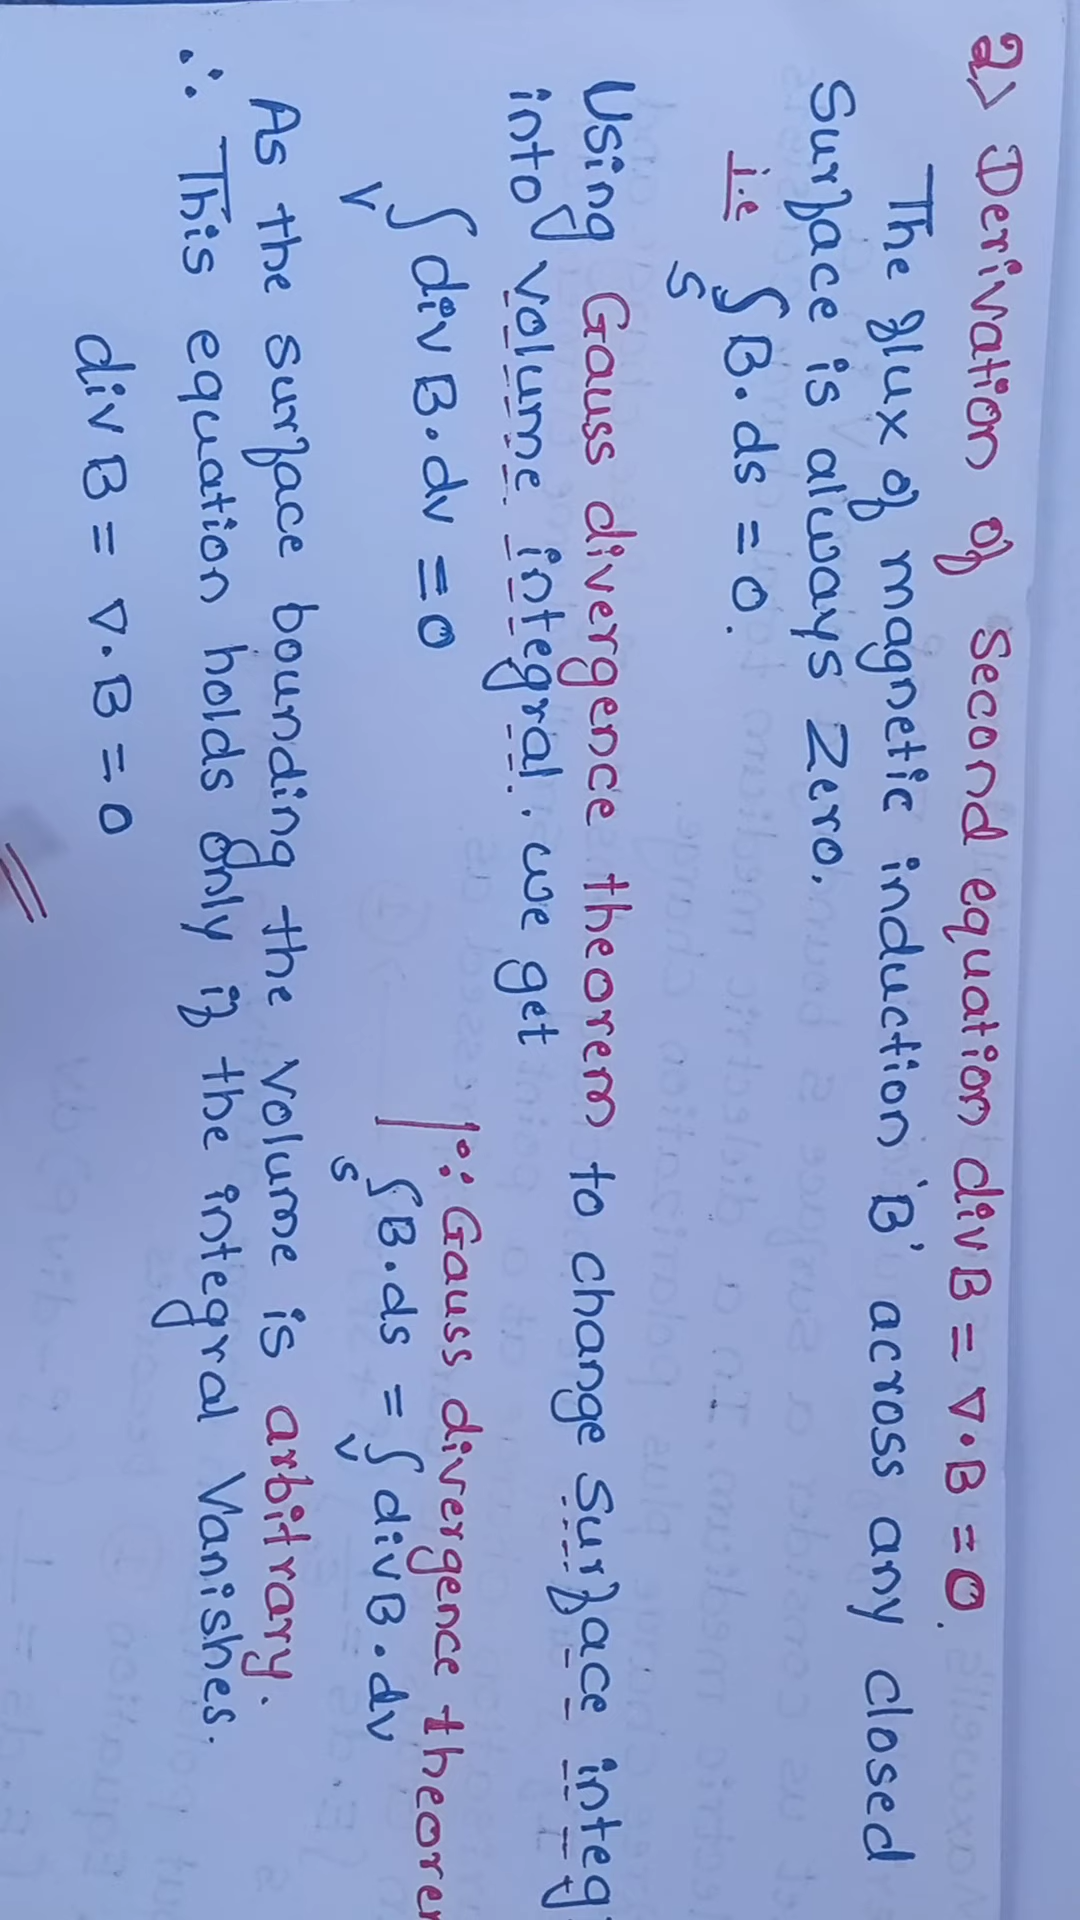 2> Derivation of second equation div B = ∇.B = 0.
The flux of magnetic induction 'B' across any closed
surface is always zero.
i.e ∫S B.ds = 0.
Using Gauss divergence theorem to change surface integ
into volume integral. we get
∫V div B.dv = 0
∵ Gauss divergence theorem
∫S B.ds = ∫V div B.dv
As the surface bounding the volume is arbitrary.
∴ This equation holds only if the integral Vanishes.
div B = ∇.B = 0